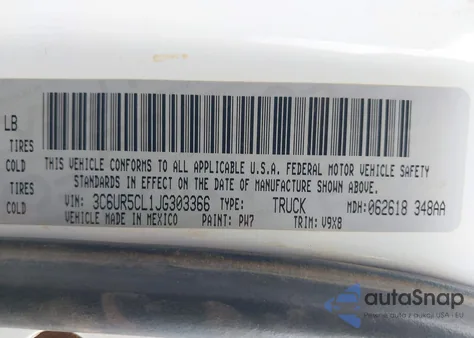 LB
TIRES
COLD
TIRES
COLD
THIS VEHICLE CONFORMS TO ALL APPLICABLE U.S.A. FEDERAL MOTOR VEHICLE SAFETY
STANDARDS IN EFFECT ON THE DATE OF MANUFACTURE SHOWN ABOVE.
VIN: 3C6UR5CL1JG303366 TYPE: TRUCK MDH:062618 348AA
VEHICLE MADE IN MEXICO PAINT: PW7 TRIM: V9X8
autaSnap